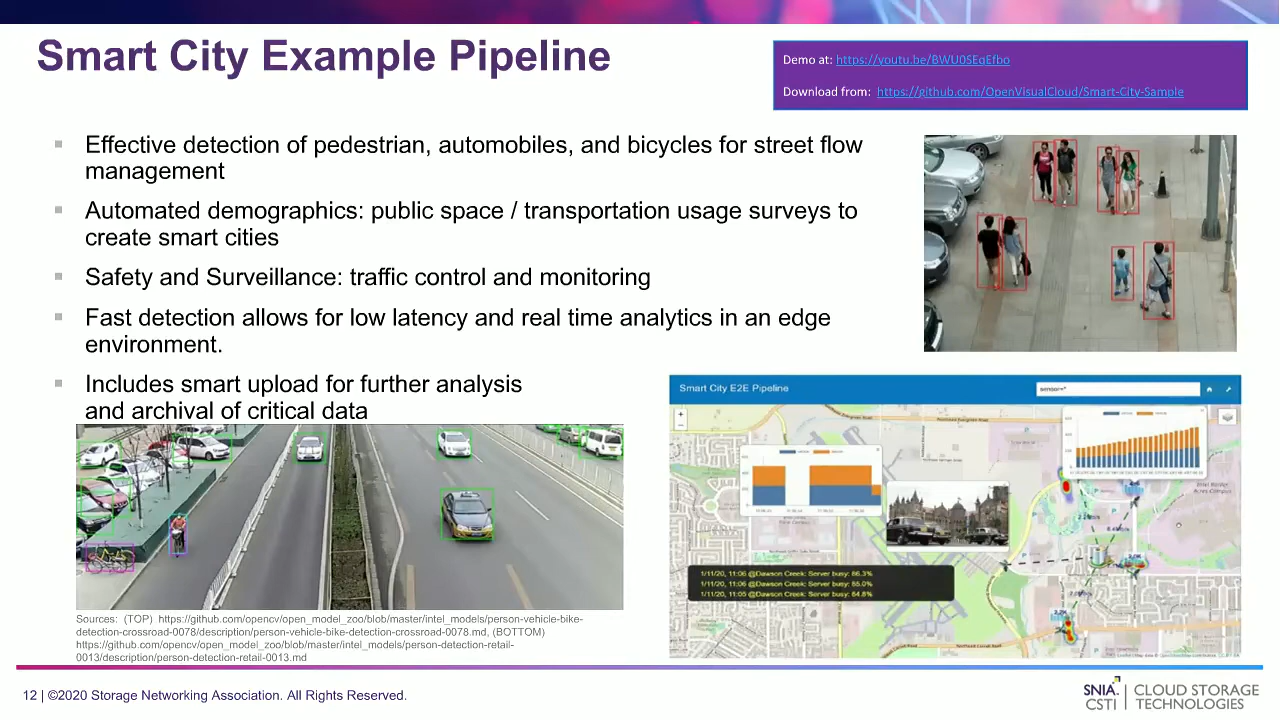 Smart City Example Pipeline
Demo at: https://youtu.be/BWU0SEqEfbo
Download from: https://github.com/OpenVisualCloud/Smart-City-Sample
Effective detection of pedestrian, automobiles, and bicycles for street flow
management
Automated demographics: public space / transportation usage surveys to
create smart cities
Safety and Surveillance: traffic control and monitoring
Fast detection allows for low latency and real time analytics in an edge
environment.
Includes smart upload for further analysis
and archival of critical data
Smart City E2E Pipeline
sensors=*
1/11/20, 11:06 @Dawson Creek: Server busy: 86.3%
1/11/20, 11:06 @Dawson Creek: Server busy: 85.0%
1/11/20, 11:05 @Dawson Creek: Server busy: 84.8%
Sources: (TOP) https://github.com/opencv/open_model_zoo/blob/master/intel_models/person-vehicle-bike-
detection-crossroad-0078/description/person-vehicle-bike-detection-crossroad-0078.md, (BOTTOM)
https://github.com/opencv/open_model_zoo/blob/master/intel_models/person-detection-retail-
0013/description/person-detection-retail-0013.md
12 | ©2020 Storage Networking Association. All Rights Reserved.
SNIA
CSTI
CLOUD STORAGE
TECHNOLOGIES